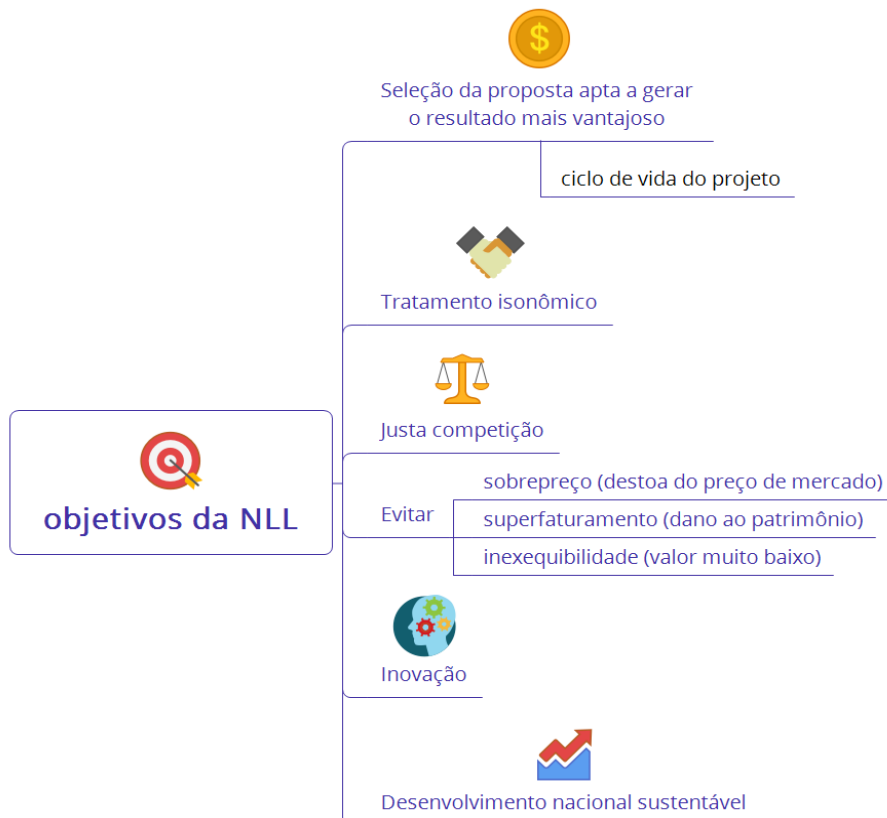 $
Seleção da proposta apta a gerar
o resultado mais vantajoso
ciclo de vida do projeto
Tratamento isonômico
Justa competição
objetivos da NLL
Evitar
sobrepreço (destoa do preço de mercado)
superfaturamento (dano ao patrimônio)
inexequibilidade (valor muito baixo)
Inovação
Desenvolvimento nacional sustentável